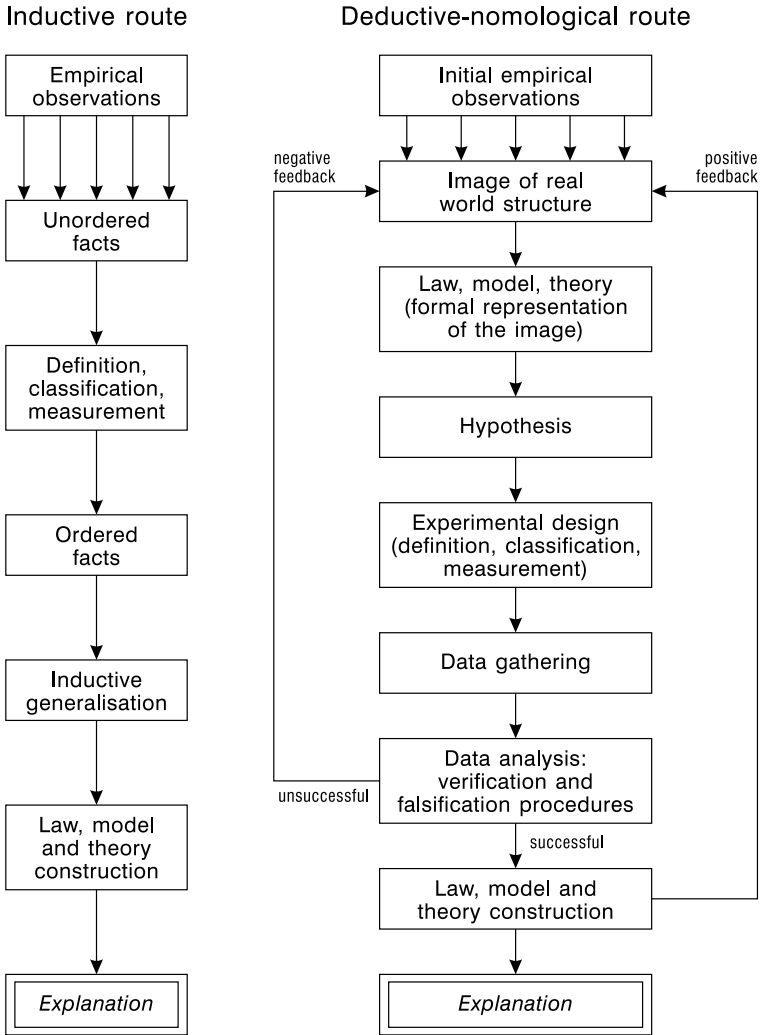 Inductive route
Empirical
observations
Unordered
facts
Definition,
classification,
measurement
Ordered
facts
Inductive
generalisation
Law, model
and theory
construction
Explanation
Deductive-nomological route
Initial empirical
observations
negative
feedback
positive
feedback
Image of real
world structure
Law, model, theory
(formal representation
of the image)
Hypothesis
Experimental design
(definition, classification,
measurement)
Data gathering
Data analysis:
verification and
falsification procedures
unsuccessful
successful
Law, model and
theory construction
Explanation